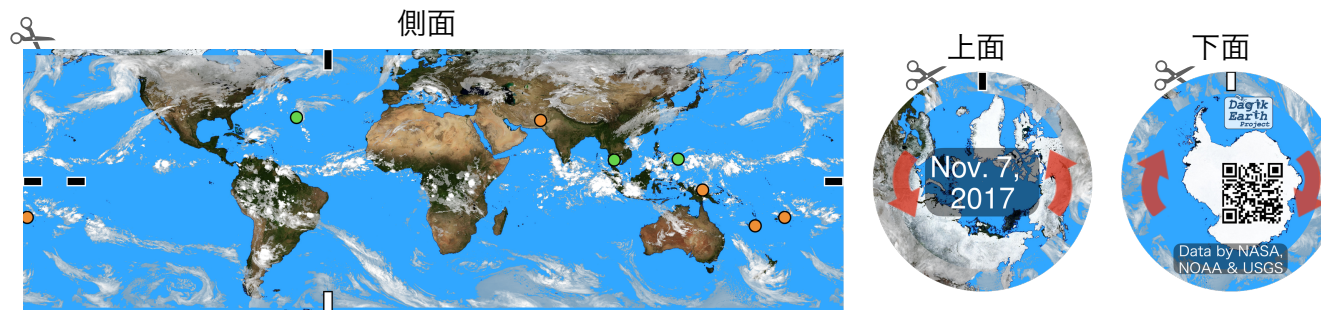 側面
上面
Nov. 7,
2017
下面
Dagik
Earth
Project
Data by NASA,
NOAA & USGS